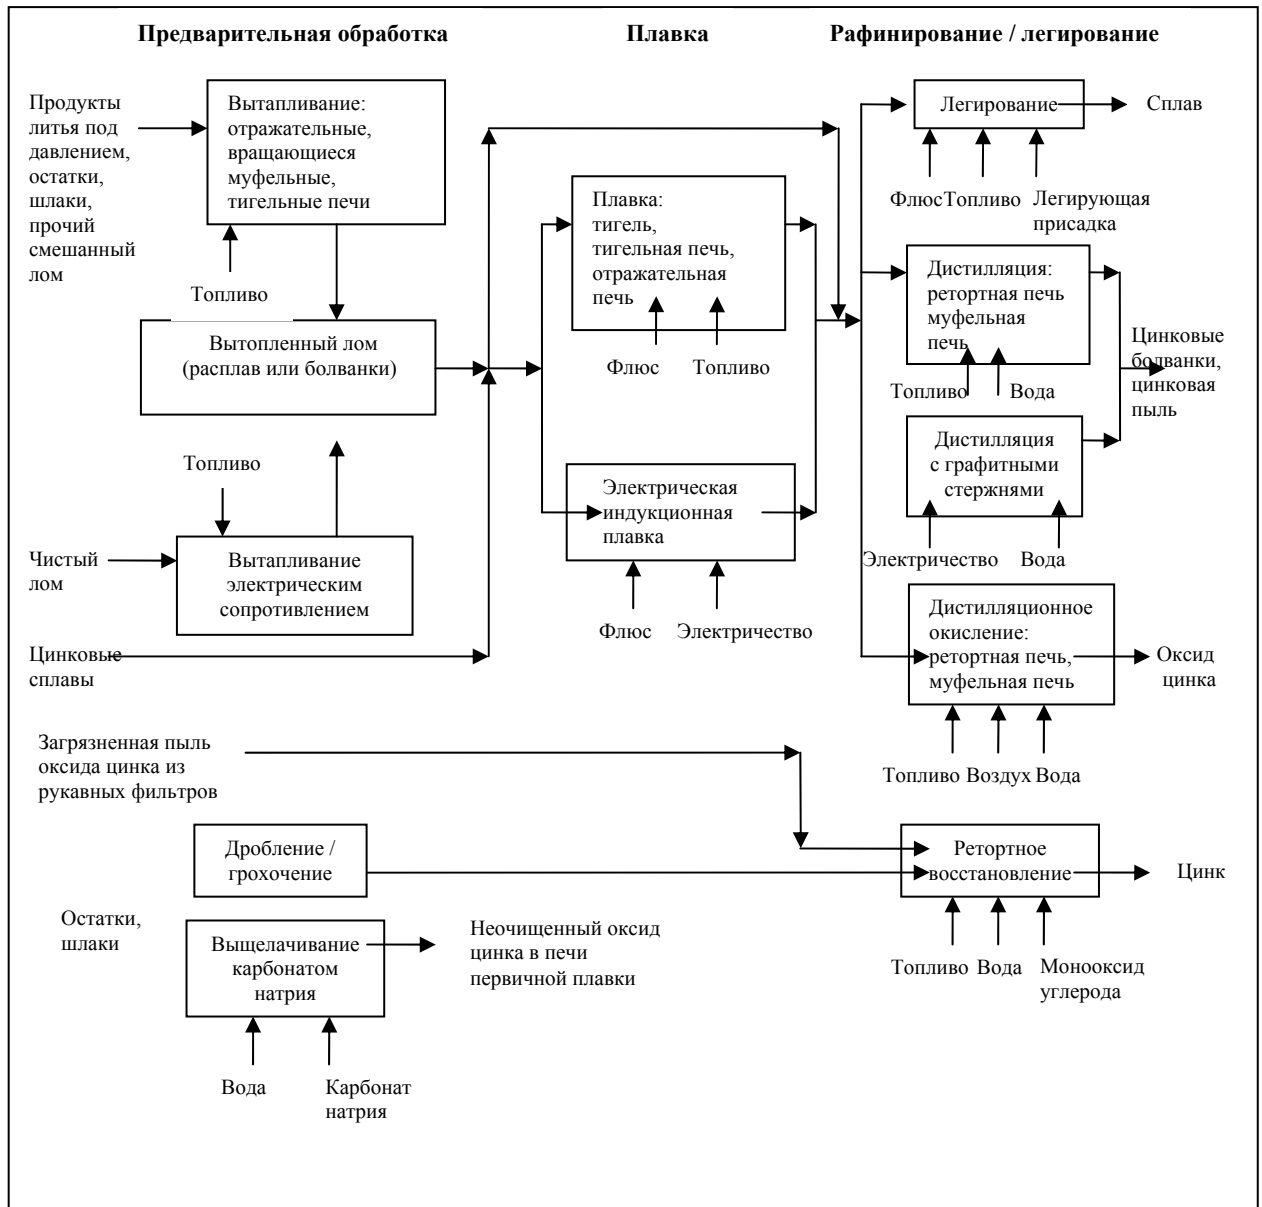 Предварительная обработка
Плавка
Рафинирование / легирование
Продукты
литья под
давлением,
остатки,
шлаки,
прочий
смешанный
лом
Вытапливание:
отражательные,
вращающиеся
муфельные,
тигельные печи
Топливо
Вытопленный лом
(расплав или болванки)
Топливо
Чистый
лом
Вытапливание
электрическим
сопротивлением
Цинковые
сплавы
Плавка:
тигель,
тигельная печь,
отражательная
печь
Флюс
Топливо
Электрическая
индукционная
плавка
Флюс
Электричество
Легирование
Сплав
Флюс
Топливо
Легирующая
присадка
Дистилляция:
ретортная печь
муфельная
печь
Топливо
Вода
Цинковые
болванки,
цинковая
пыль
Дистилляция
с графитными
стержнями
Электричество
Вода
Дистилляционное
окисление:
ретортная печь,
муфельная печь
Оксид
цинка
Топливо
Воздух
Вода
Загрязненная пыль
оксида цинка из
рукавных фильтров
Дробление /
грохочение
Ретортное
восстановление
Цинк
Топливо
Вода
Монооксид
углерода
Остатки,
шлаки
Выщелачивание
карбонатом
натрия
Неочищенный оксид
цинка в печи
первичной плавки
Вода
Карбонат
натрия